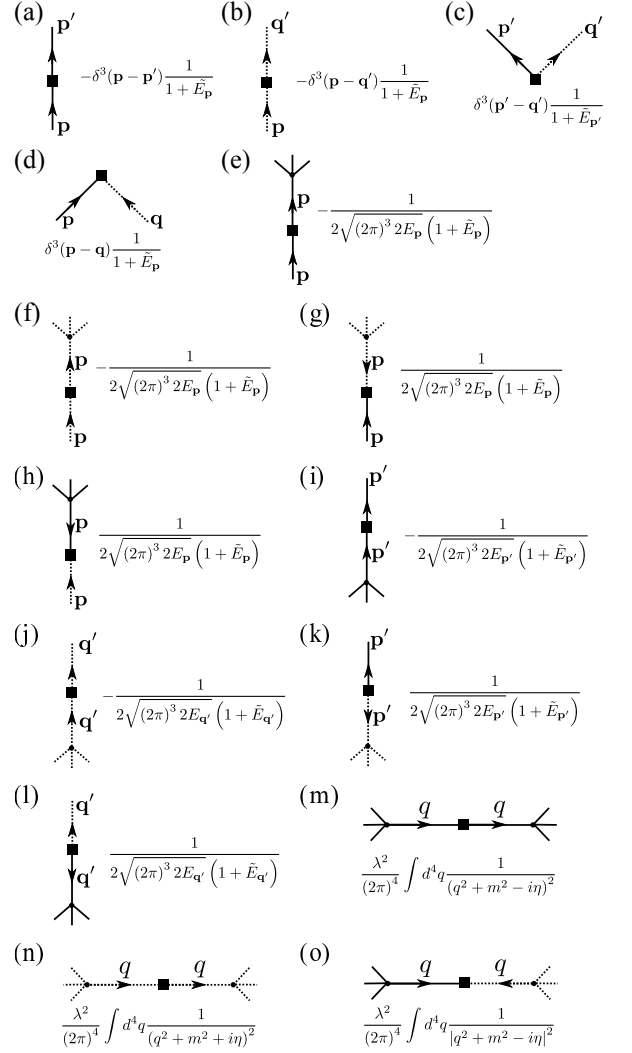 (a) p′ −δ³(p − p′) 1/(1 + Ẽ_p) p
(b) q′ −δ³(p − q′) 1/(1 + Ẽ_p) p
(c) p′ q′ δ³(p′ − q′) 1/(1 + Ẽ_p′)
(d) p q δ³(p − q) 1/(1 + Ẽ_p)
(e) p − 1/(2√((2π)³ 2E_p) (1 + Ẽ_p)) p
(f) p − 1/(2√((2π)³ 2E_p) (1 + Ẽ_p)) p
(g) p 1/(2√((2π)³ 2E_p) (1 + Ẽ_p)) p
(h) p 1/(2√((2π)³ 2E_p) (1 + Ẽ_p)) p
(i) p′ − 1/(2√((2π)³ 2E_p′) (1 + Ẽ_p′)) p′
(j) q′ − 1/(2√((2π)³ 2E_q′) (1 + Ẽ_q′)) q′
(k) p′ 1/(2√((2π)³ 2E_p′) (1 + Ẽ_p′)) p′
(l) q′ 1/(2√((2π)³ 2E_q′) (1 + Ẽ_q′)) q′
(m) q q
λ²/(2π)⁴ ∫ d⁴q 1/(q² + m² − iη)²
(n) q q
λ²/(2π)⁴ ∫ d⁴q 1/(q² + m² + iη)²
(o) q q
λ²/(2π)⁴ ∫ d⁴q 1/|q² + m² − iη|²